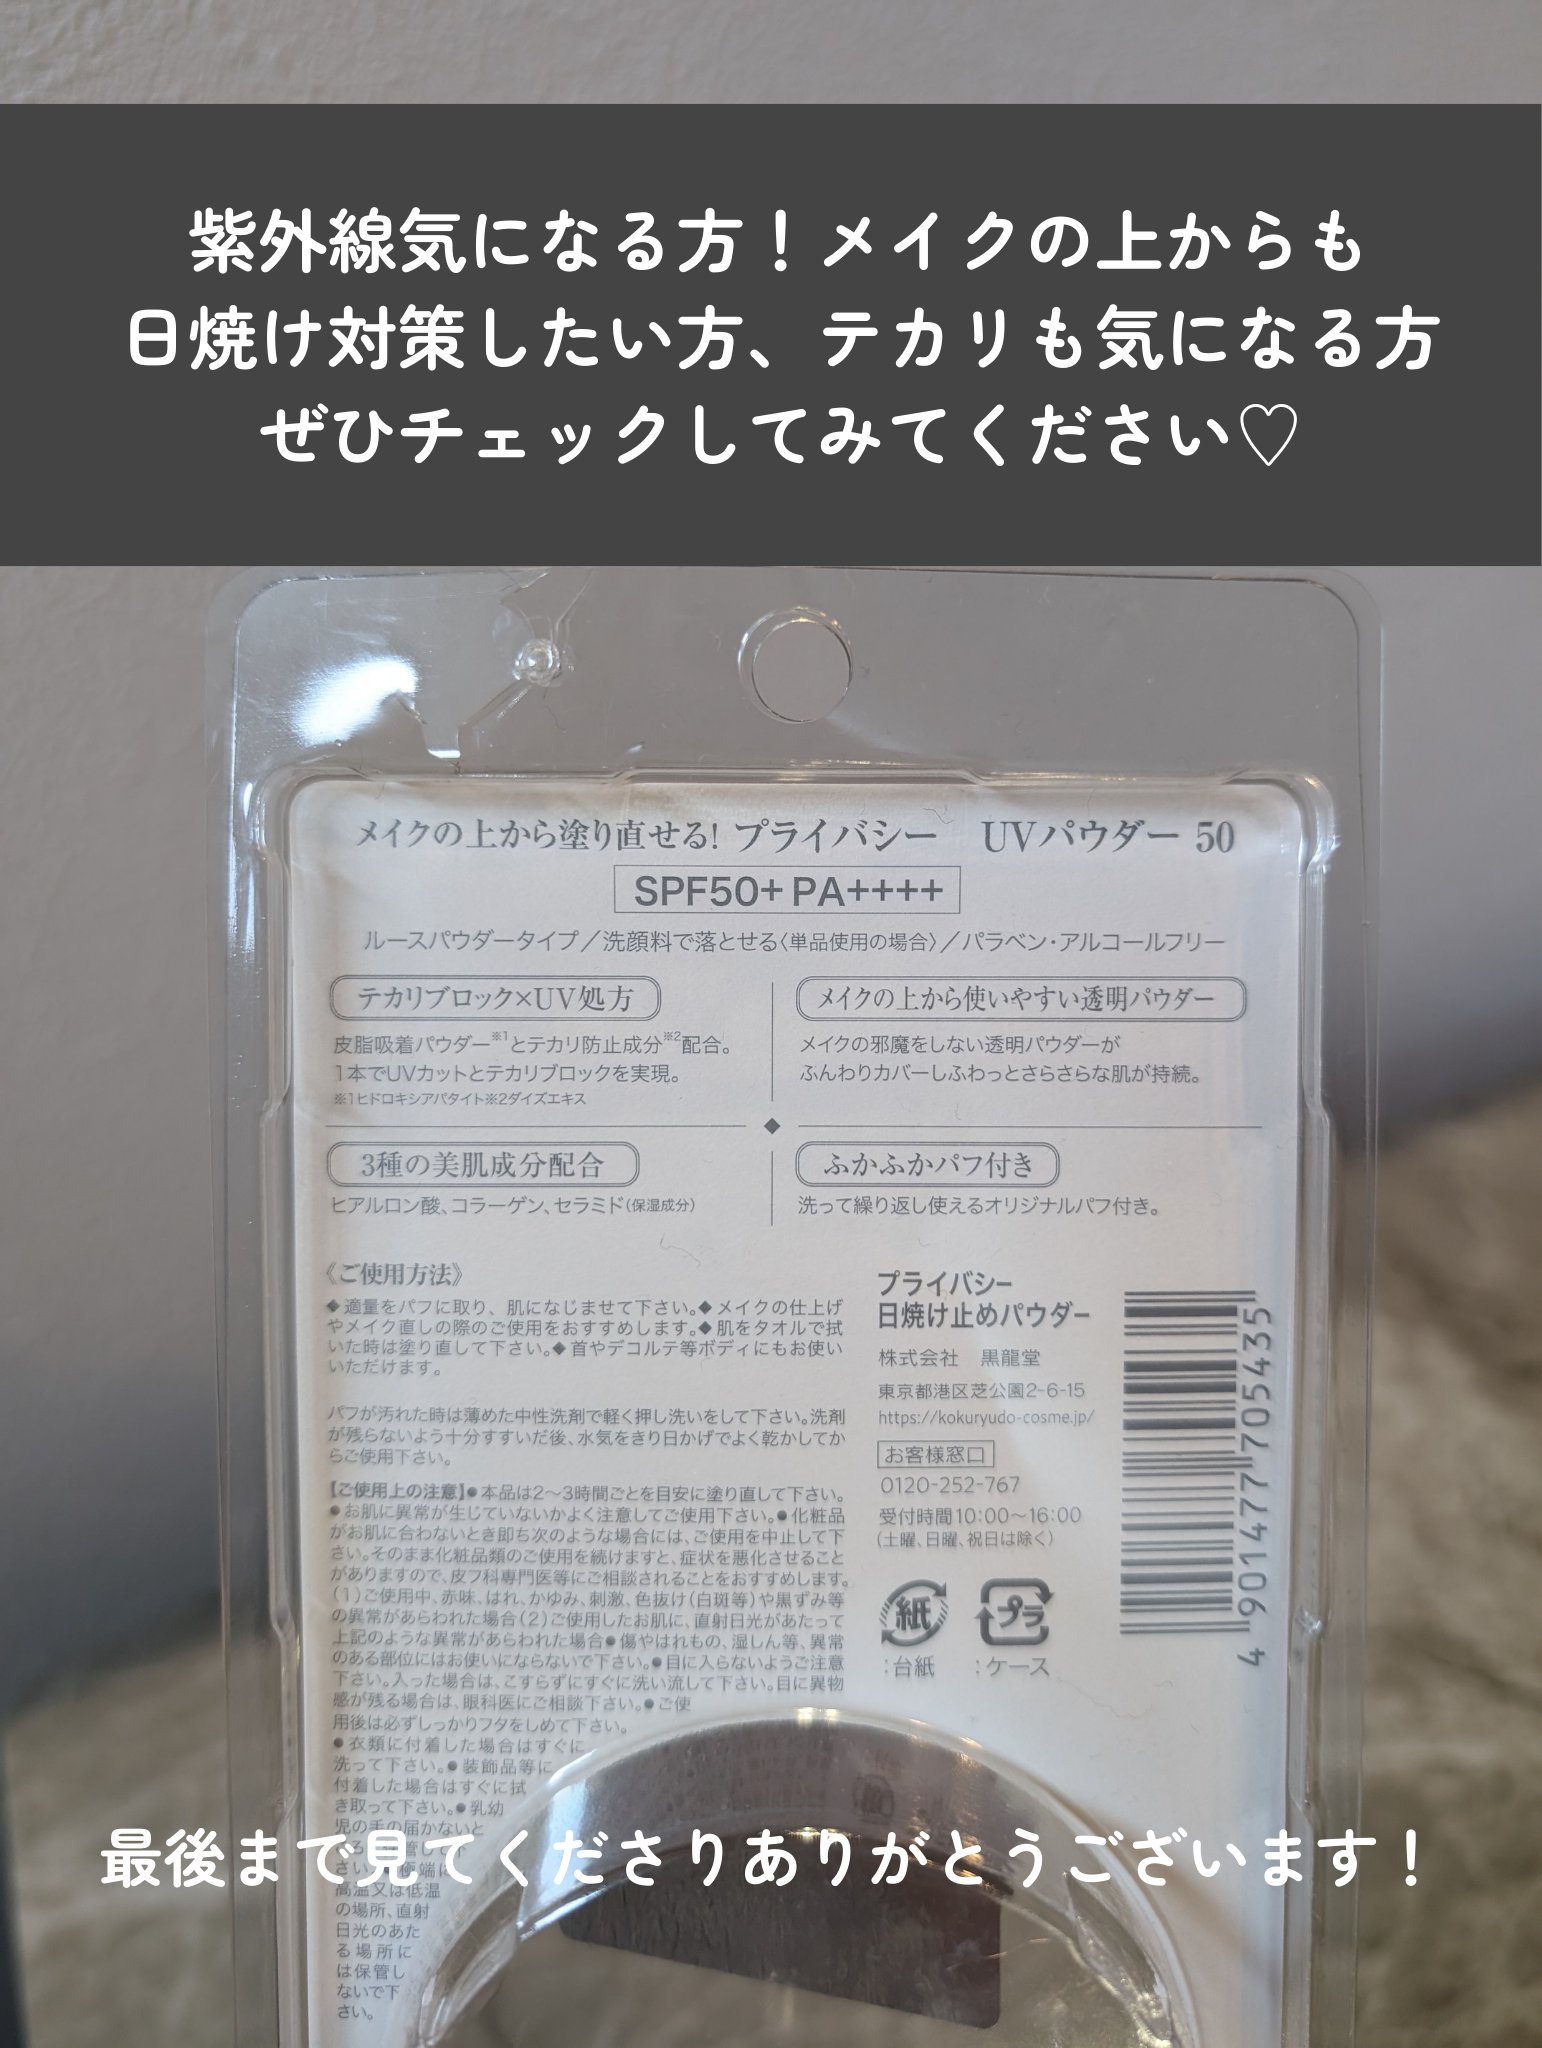 紫外線気になる方！メイクの上からも
日焼け対策したい方、テカリも気になる方
ぜひチェックしてみてください♡
メイクの上から塗り直せる! プライバシー　UVパウダー 50
SPF50+ PA++++
ルースパウダータイプ／洗顔料で落とせる〈単品使用の場合〉／パラベン・アルコールフリー
テカリブロック×UV処方
皮脂吸着パウダー※1とテカリ防止成分※2配合。
1本でUVカットとテカリブロックを実現。
※1ヒドロキシアパタイト※2ダイズエキス
メイクの上から使いやすい透明パウダー
メイクの邪魔をしない透明パウダーが
ふんわりカバーしふわっとさらさらな肌が持続。
3種の美肌成分配合
ヒアルロン酸、コラーゲン、セラミド(保湿成分)
ふかふかパフ付き
洗って繰り返し使えるオリジナルパフ付き。
《ご使用方法》
◆適量をパフに取り、肌になじませて下さい。◆メイクの仕上げ
やメイク直しの際のご使用をおすすめします。◆肌をタオルで拭
いた時は塗り直して下さい。◆首やデコルテ等ボディにもお使い
いただけます。
パフが汚れた時は薄めた中性洗剤で軽く押し洗いをして下さい。洗剤
が残らないよう十分すすいだ後、水気をきり日かげでよく乾かしてか
らご使用下さい。
【ご使用上の注意】●本品は2〜3時間ごとを目安に塗り直して下さい。
●お肌に異常が生じていないかよく注意してご使用下さい。●化粧品
がお肌に合わないとき即ち次のような場合には、ご使用を中止して下
さい。そのまま化粧品類のご使用を続けますと、症状を悪化させること
がありますので、皮フ科専門医等にご相談されることをおすすめします。
(1)ご使用中、赤味、はれ、かゆみ、刺激、色抜け(白斑等)や黒ずみ等
の異常があらわれた場合(2)ご使用したお肌に、直射日光があたって
上記のような異常があらわれた場合●傷やはれもの、湿しん等、異常
のある部位にはお使いにならないで下さい。●目に入らないようご注意
下さい。入った場合は、こすらずにすぐに洗い流して下さい。目に異物
感が残る場合は、眼科医にご相談下さい。●ご使
用後は必ずしっかりフタをしめて下さい。
●衣類に付着した場合はすぐに
洗って下さい。●装飾品等に
付着した場合はすぐに拭
き取って下さい。●乳幼
児の手の届かないと
高温又は低温
の場所、直射
日光のあた
る場所に
は保管し
ないで下
さい。
プライバシー
日焼け止めパウダー
株式会社　黒龍堂
東京都港区芝公園2-6-15
https://kokuryudo-cosme.jp/
お客様窓口
0120-252-767
受付時間10:00〜16:00
(土曜、日曜、祝日は除く)
紙
:台紙
プラ
:ケース
4 901477 705435
最後まで見てくださりありがとうございます！